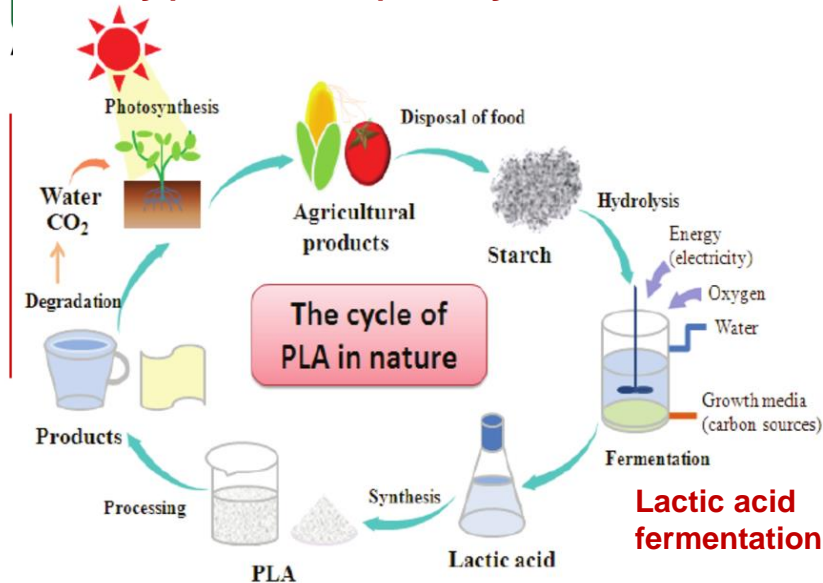 Photosynthesis
Disposal of food
Water
CO2
Agricultural
products
Starch
Hydrolysis
Energy
(electricity)
Oxygen
Water
Growth media
(carbon sources)
Degradation
The cycle of
PLA in nature
Products
Fermentation
Processing
Synthesis
Lactic acid
fermentation
Lactic acid
PLA